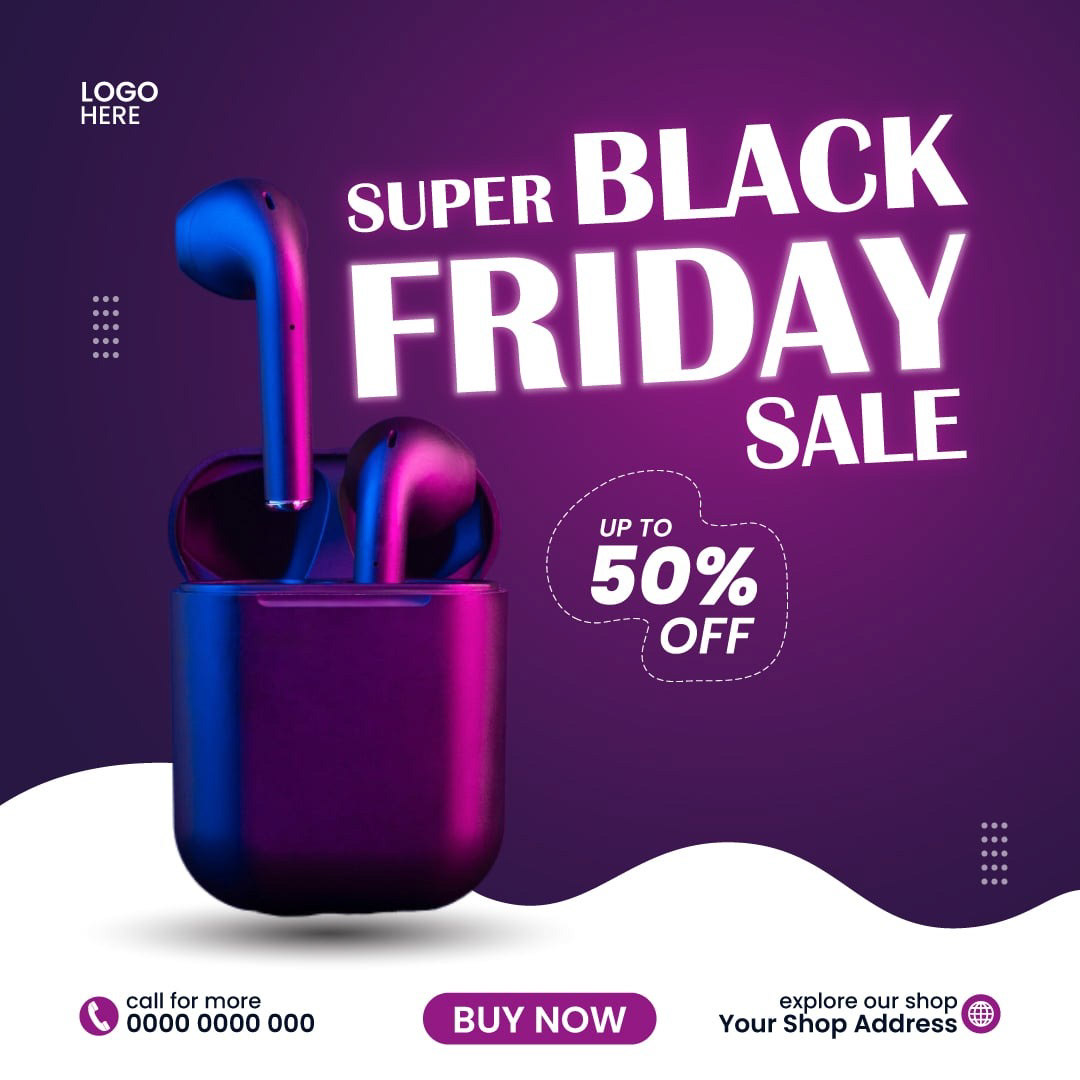 LOGO
HERE
SUPER BLACK
FRIDAY
SALE
UP TO
50%
OFF
call for more
0000 0000 000
BUY NOW
explore our shop
Your Shop Address